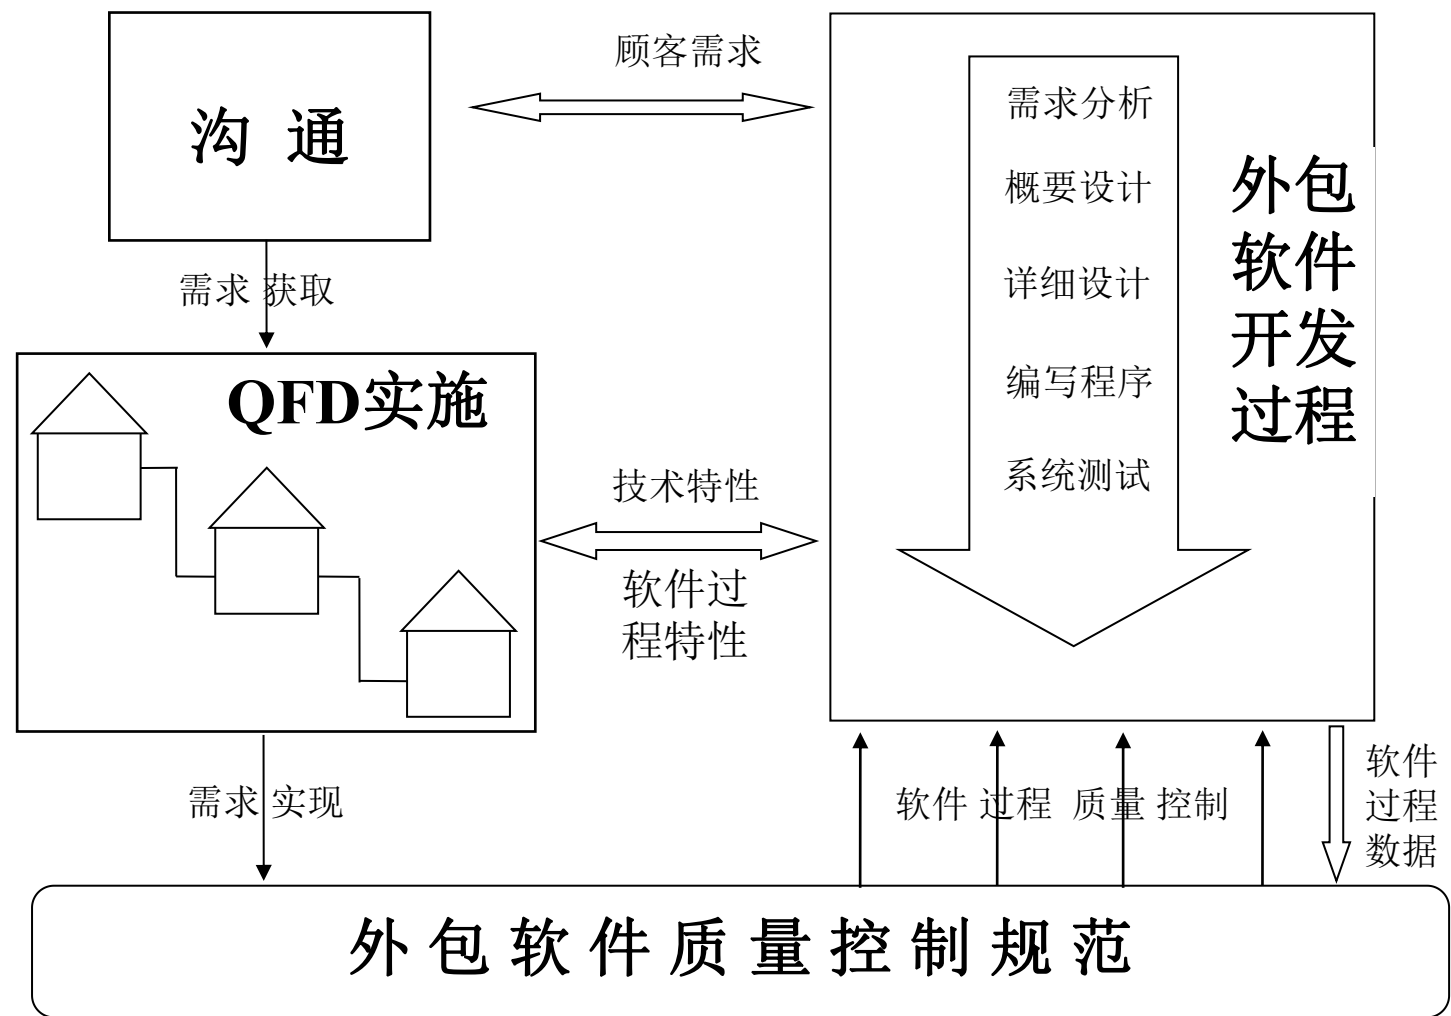 顾客需求
沟 通
需求分析
概要设计
详细设计
编写程序
系统测试
外包
软件
开发
过程
需求 获取
QFD实施
技术特性
软件过
程特性
需求 实现
软件 过程 质量 控制
软件
过程
数据
外包软件质量控制规范